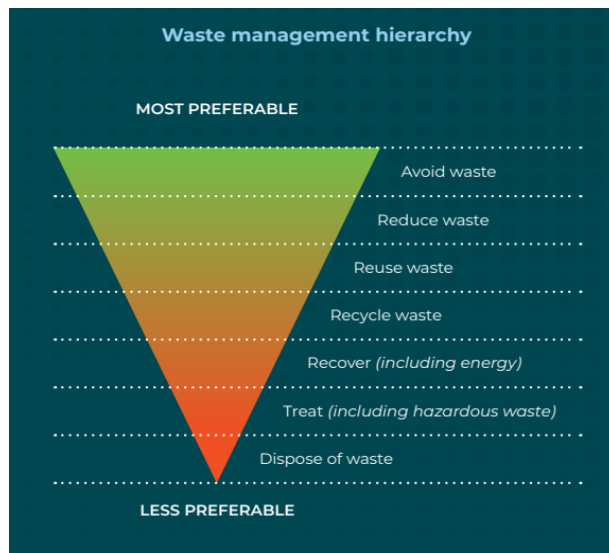 Waste management hierarchy
MOST PREFERABLE
Avoid waste
Reduce waste
Reuse waste
Recycle waste
Recover (including energy)
Treat (including hazardous waste)
Dispose of waste
LESS PREFERABLE